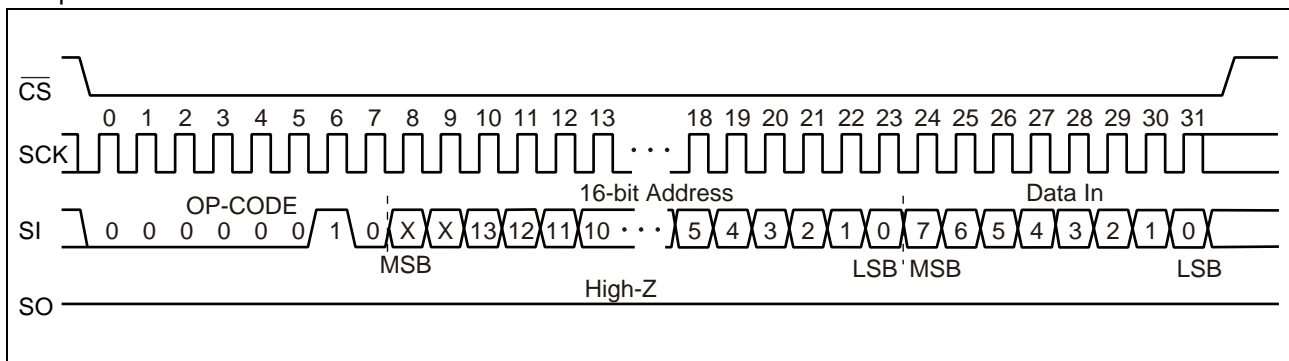 CS
0 1 2 3 4 5 6 7 8 9 10 11 12 13 18 19 20 21 22 23 24 25 26 27 28 29 30 31
SCK
OP-CODE 16-bit Address Data In
SI 0 0 0 0 0 0 1 0 X X 13 12 11 10 · · · 5 4 3 2 1 0 7 6 5 4 3 2 1 0
MSB LSB MSB LSB
High-Z
SO